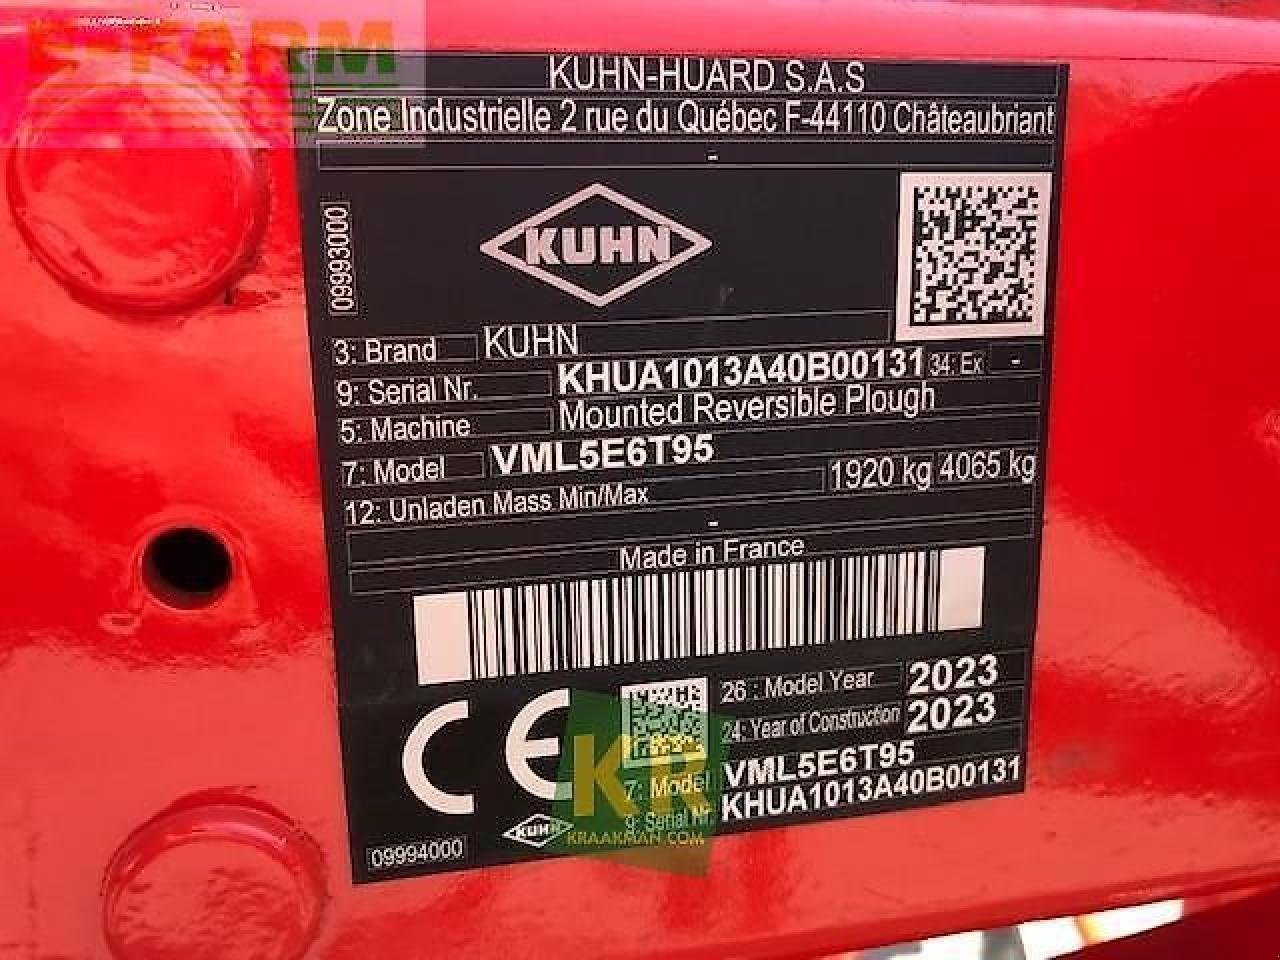 E-FARM
KUHN-HUARD S.A.S
Zone Industrielle 2 rue du Québec F-44110 Châteaubriant
-
09993000
KUHN
3: Brand KUHN
9: Serial Nr. KHUA1013A40B00131 34: Ex -
5: Machine Mounted Reversible Plough
7: Model VML5E6T95
12: Unladen Mass Min/Max 1920 kg 4065 kg
-
Made in France
CE
26 : Model Year 2023
24: Year of Construction 2023
7: Model VML5E6T95
9: Serial Nr. KHUA1013A40B00131
KUHN
KR
KRAAKMAN.COM
09994000